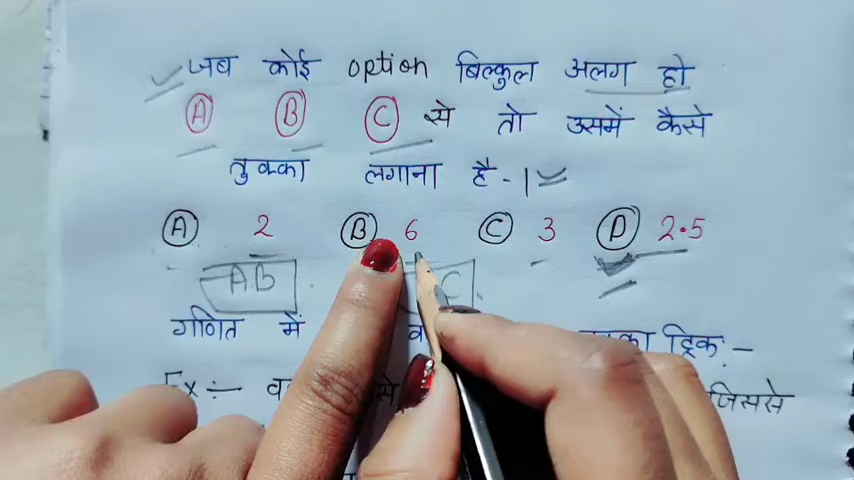 जब कोई option बिल्कुल अलग हो
Ⓐ Ⓑ Ⓒ से तो उसमें कैसे
तुक्का लगाना है - |
Ⓐ 2 Ⓑ 6 Ⓒ 3 Ⓓ 2.5
AB C
गणित में ट्रिक :-
Ex :- जिससे